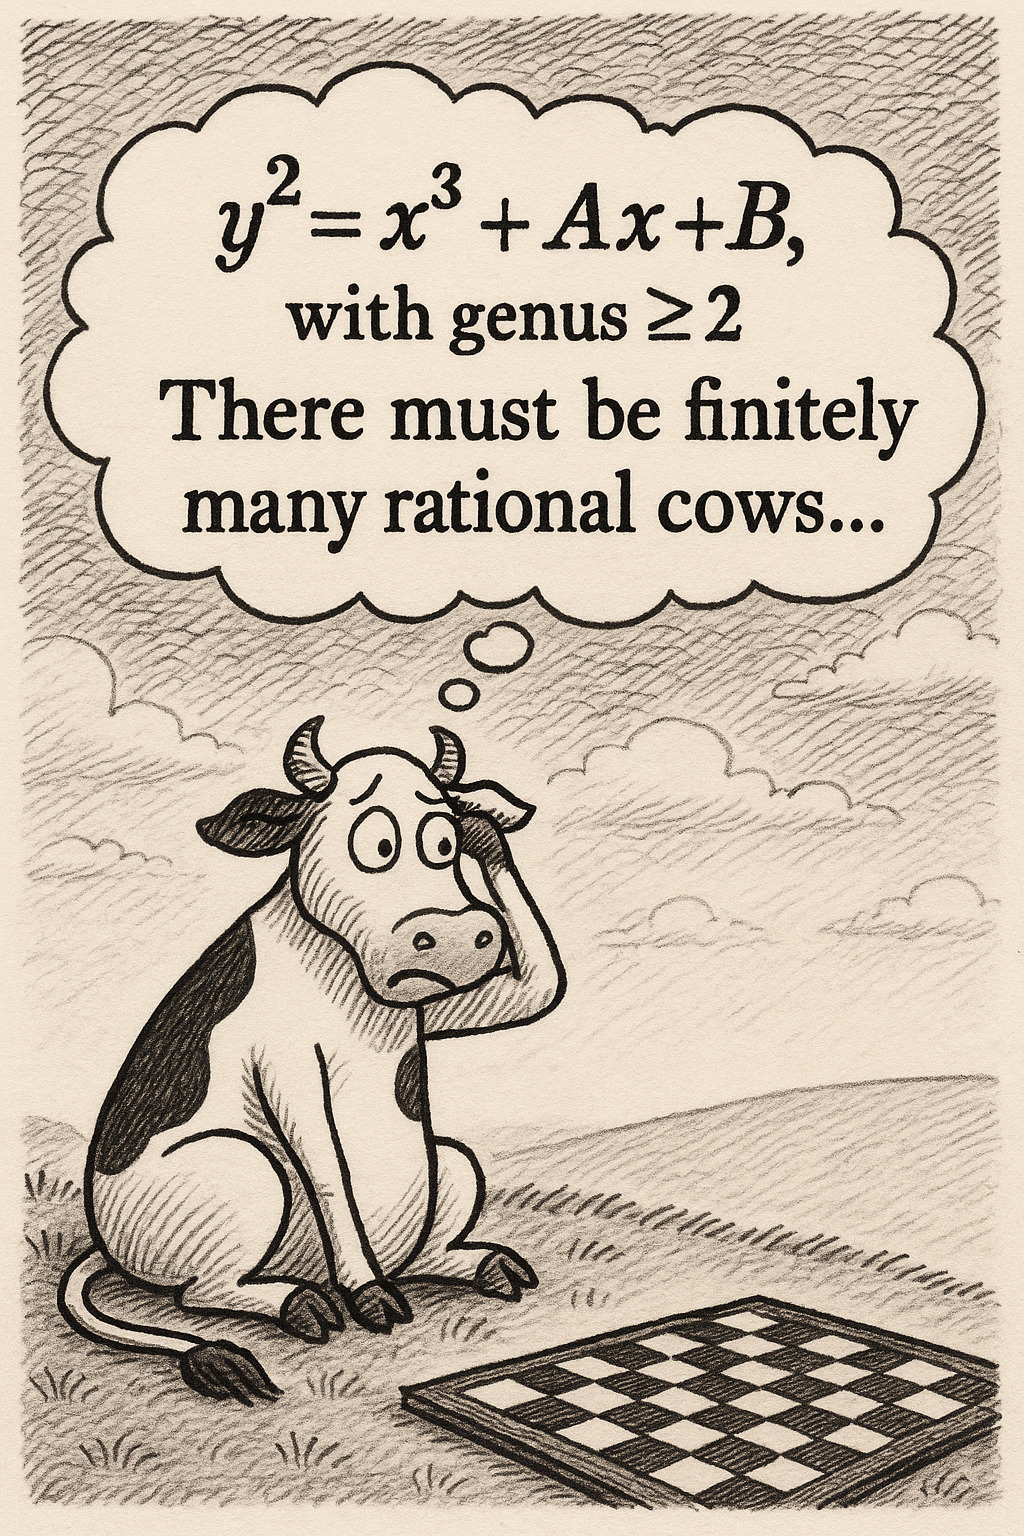 y² = x³ + Ax + B,
with genus ≥ 2
There must be finitely
many rational cows...